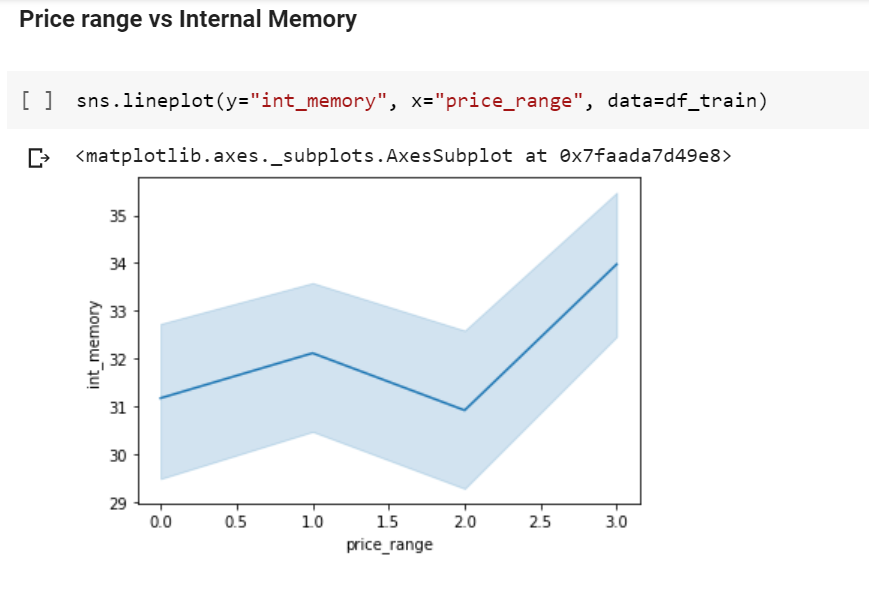 Price range vs Internal Memory
[ ] sns.lineplot(y="int_memory", x="price_range", data=df_train)
<matplotlib.axes._subplots.AxesSubplot at 0x7faada7d49e8>
35
34
33
32
31
30
29
int_memory
0.0 0.5 1.0 1.5 2.0 2.5 3.0
price_range